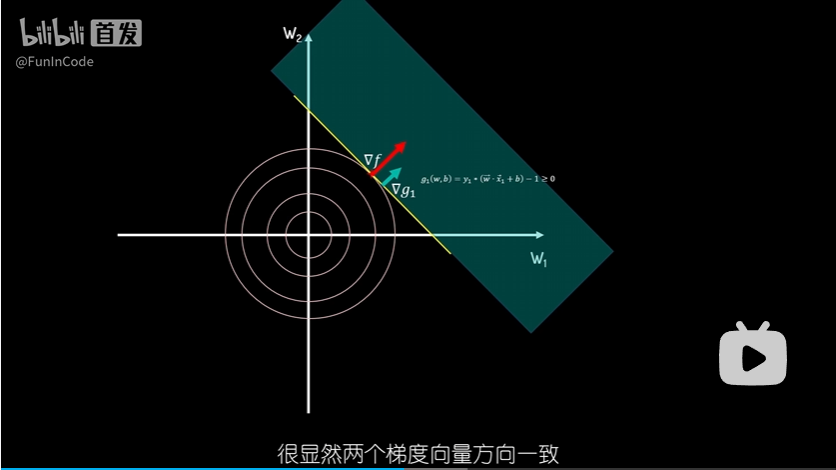 bilibili 首发
@FunInCode
W₂
∇f
g₁(w, b) = y₁ * (w⃗ · x⃗₁ + b) − 1 ≥ 0
∇g₁
W₁
很显然两个梯度向量方向一致